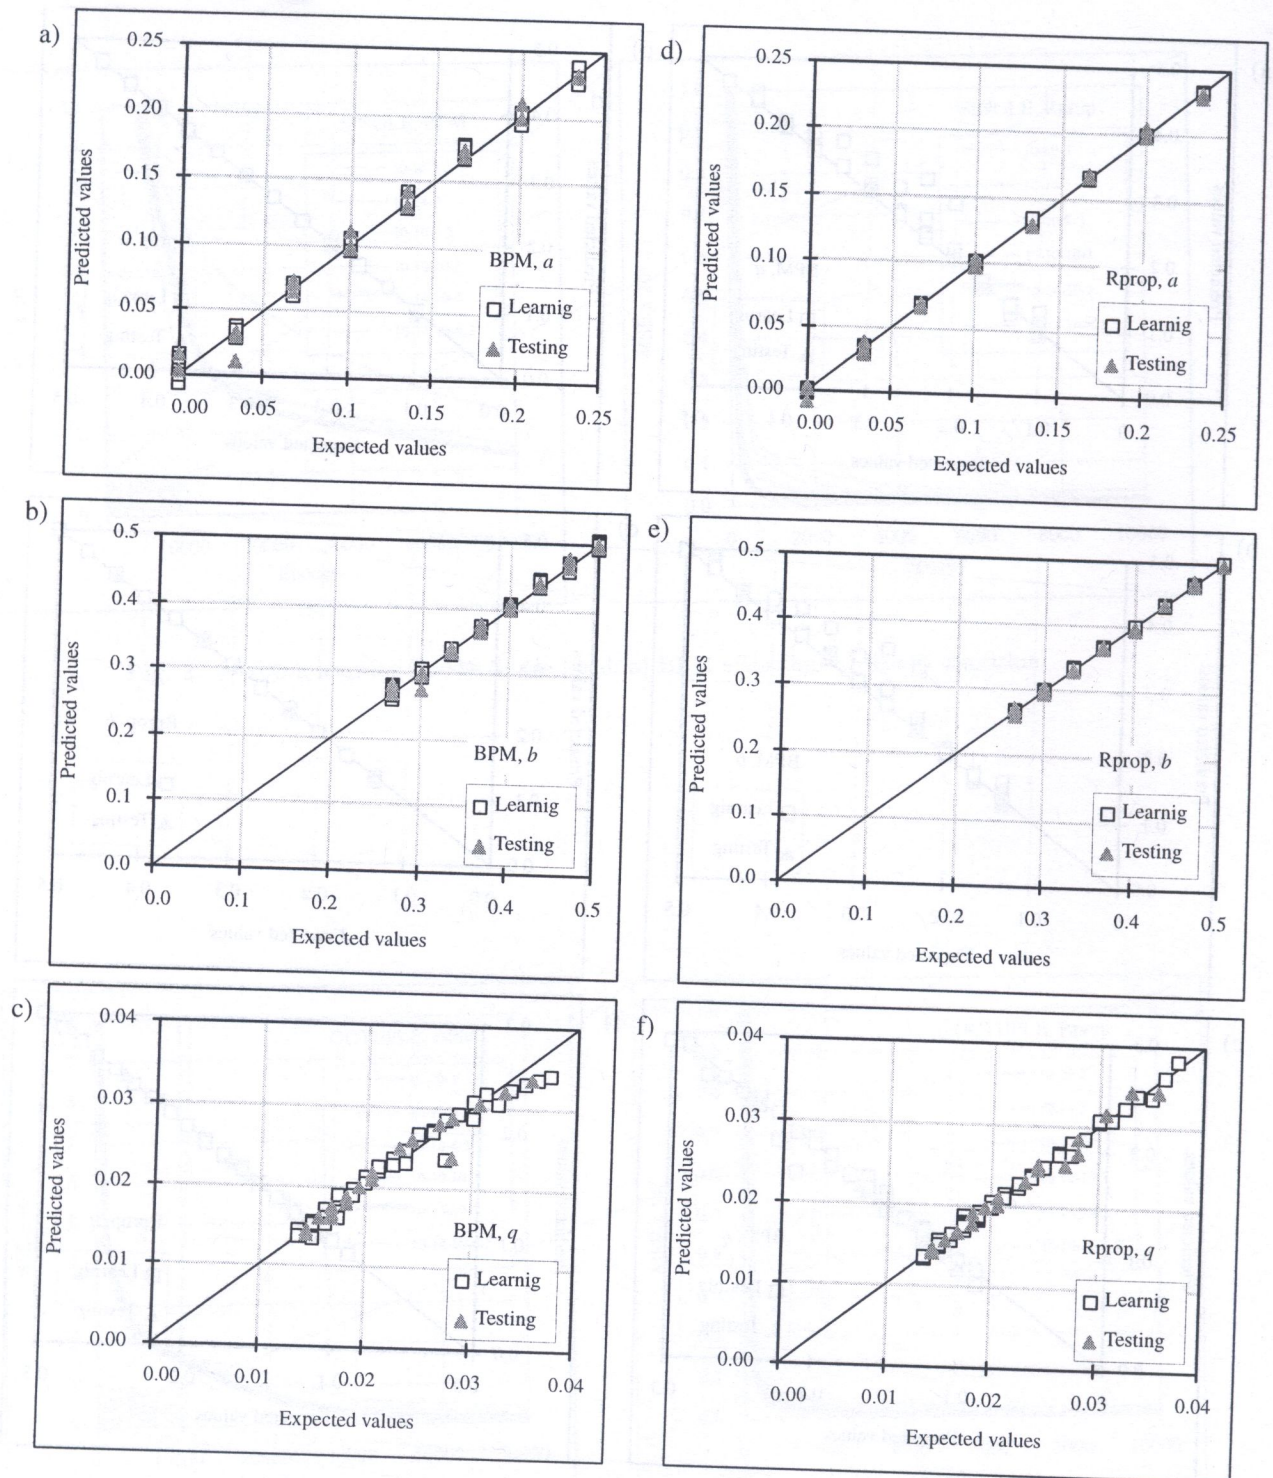 a)
0.25
0.20
0.15
0.10
0.05
0.00
Predicted values
BPM, a
Learnig
Testing
0.00 0.05 0.1 0.15 0.2 0.25
Expected values
d)
0.25
0.20
0.15
0.10
0.05
0.00
Predicted values
Rprop, a
Learnig
Testing
0.00 0.05 0.1 0.15 0.2 0.25
Expected values
b)
0.5
0.4
0.3
0.2
0.1
0.0
Predicted values
BPM, b
Learnig
Testing
0.0 0.1 0.2 0.3 0.4 0.5
Expected values
e)
0.5
0.4
0.3
0.2
0.1
0.0
Predicted values
Rprop, b
Learnig
Testing
0.0 0.1 0.2 0.3 0.4 0.5
Expected values
c)
0.04
0.03
0.02
0.01
0.00
Predicted values
BPM, q
Learnig
Testing
0.00 0.01 0.02 0.03 0.04
Expected values
f)
0.04
0.03
0.02
0.01
0.00
Predicted values
Rprop, q
Learnig
Testing
0.00 0.01 0.02 0.03 0.04
Expected values